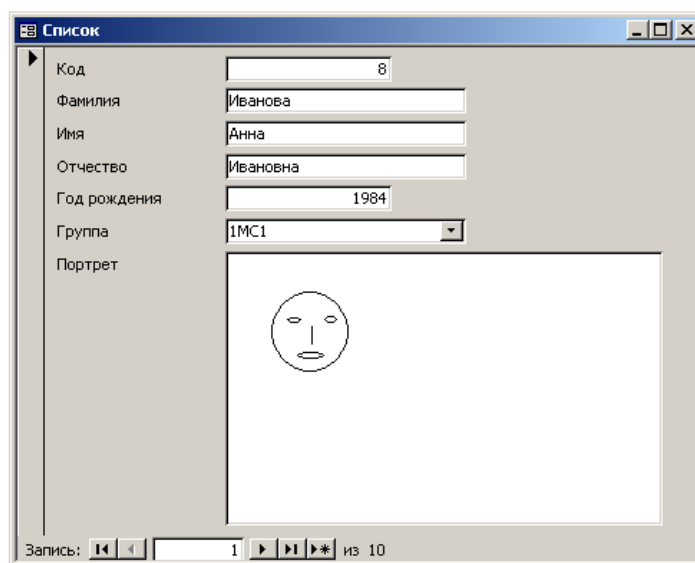 Список
Код 8
Фамилия Иванова
Имя Анна
Отчество Ивановна
Год рождения 1984
Группа 1МС1
Портрет
Запись: 1 из 10